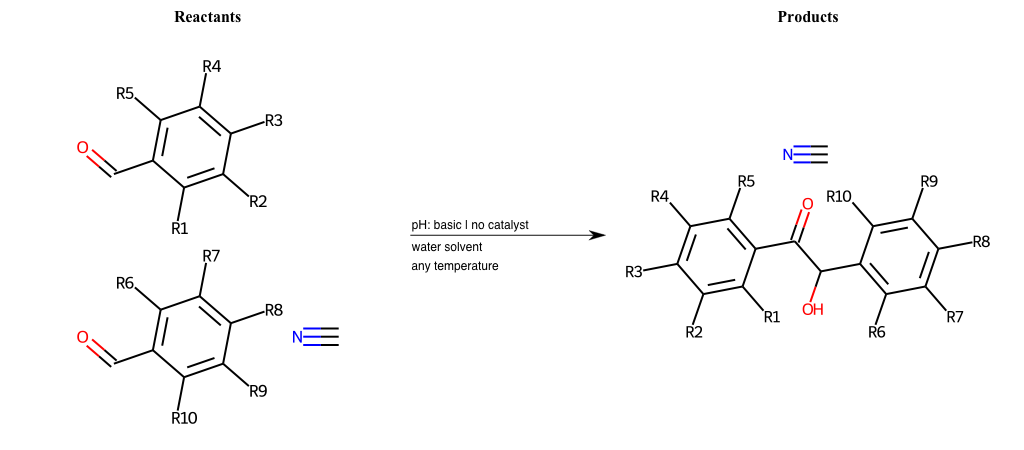 Reactants
Products
R4
R5
R3
O
R2
R1
R7
R6
R8
O
N
R9
R10
pH: basic | no catalyst
water solvent
any temperature
N
R5
R9
R4
O
R10
R8
R3
OH
R1
R7
R2
R6